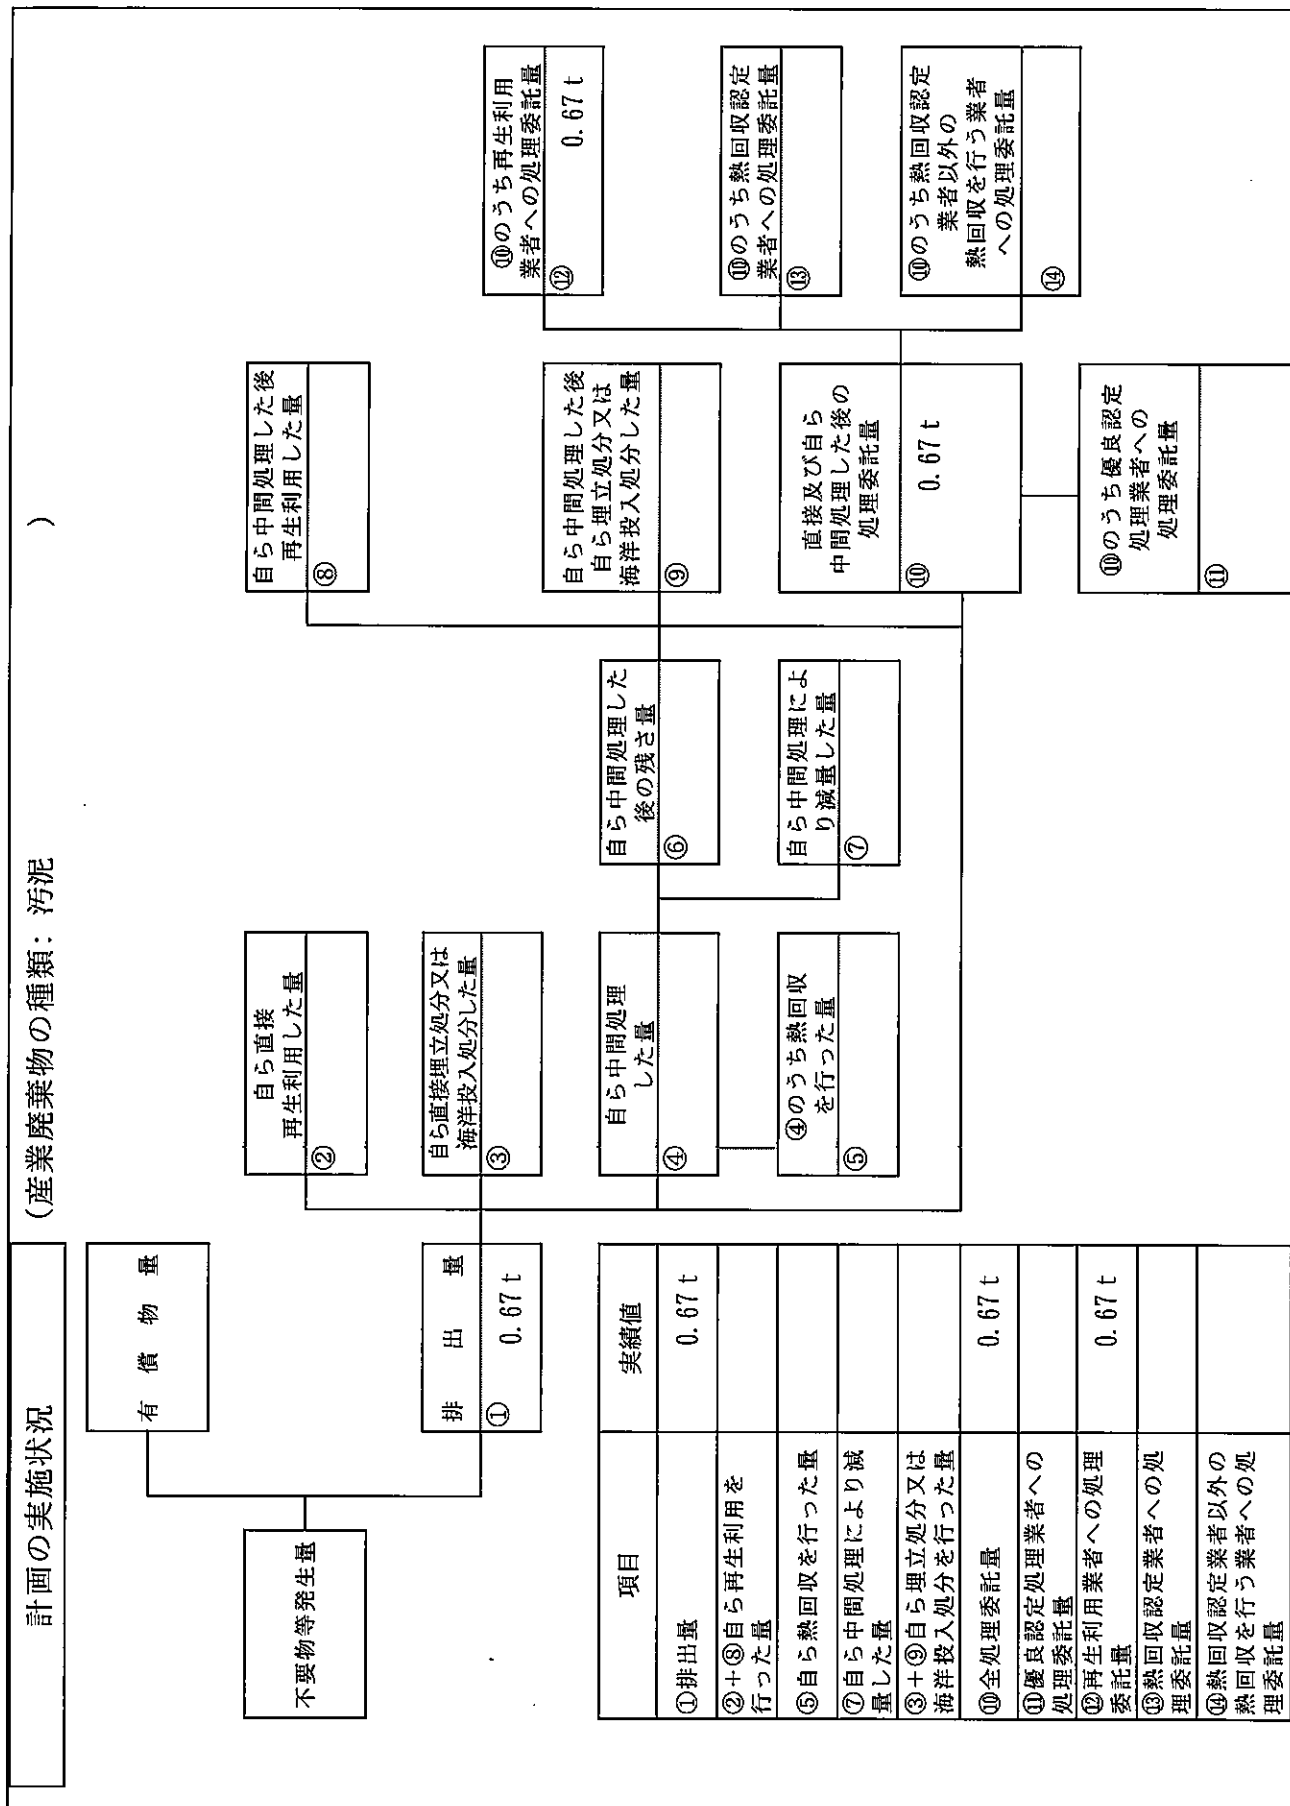 計画の実施状況
（産業廃棄物の種類：汚泥　）
不要物等発生量
有償物量
排出量
①
0.67ｔ
自ら直接
再生利用した量
②
自ら直接埋立処分又は
海洋投入処分した量
③
自ら中間処理
した量
④
④のうち熱回収
を行った量
⑤
自ら中間処理した
後の残さ量
⑥
自ら中間処理によ
り減量した量
⑦
自ら中間処理した後
再生利用した量
⑧
自ら中間処理した後
自ら埋立処分又は
海洋投入処分した量
⑨
直接及び自ら
中間処理した後の
処理委託量
⑩
0.67ｔ
⑩のうち優良認定
処理業者への
処理委託量
⑪
⑩のうち再生利用
業者への処理委託量
⑫
0.67ｔ
⑩のうち熱回収認定
業者への処理委託量
⑬
⑩のうち熱回収認定
業者以外の
熱回収を行う業者
への処理委託量
⑭
項目　実績値
①排出量　0.67ｔ
②＋⑧自ら再生利用を
行った量
⑤自ら熱回収を行った量
⑦自ら中間処理により減
量した量
③＋⑨自ら埋立処分又は
海洋投入処分を行った量
⑩全処理委託量　0.67ｔ
⑪優良認定処理業者への
処理委託量
⑫再生利用業者への処理
委託量　0.67ｔ
⑬熱回収認定業者への処
理委託量
⑭熱回収認定業者以外の
熱回収を行う業者への処
理委託量